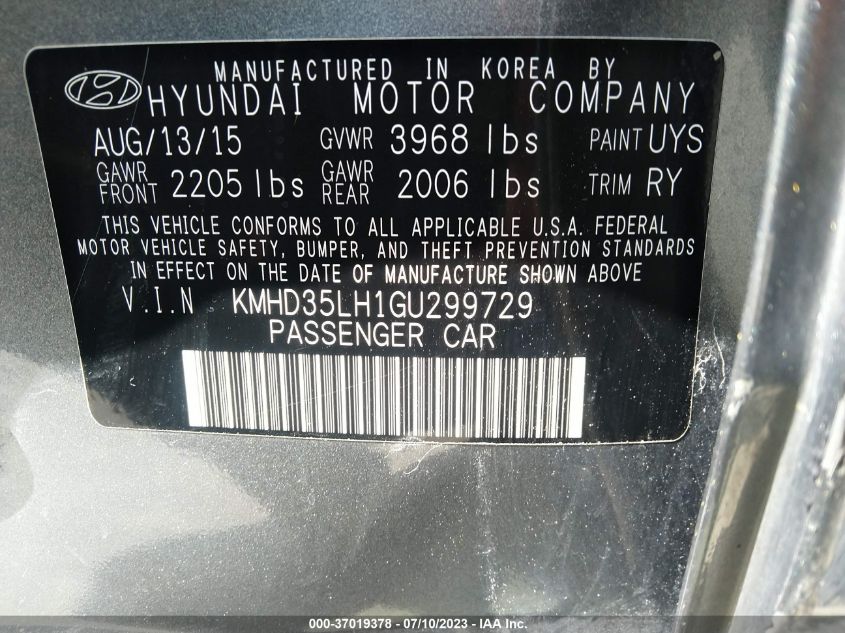 MANUFACTURED IN KOREA BY
HYUNDAI MOTOR COMPANY
AUG/13/15 GVWR 3968 lbs PAINT UYS
GAWR FRONT 2205 lbs GAWR REAR 2006 lbs TRIM RY
THIS VEHICLE CONFORMS TO ALL APPLICABLE U.S.A. FEDERAL
MOTOR VEHICLE SAFETY, BUMPER, AND THEFT PREVENTION STANDARDS
IN EFFECT ON THE DATE OF MANUFACTURE SHOWN ABOVE
V.I.N KMHD35LH1GU299729
PASSENGER CAR
000-37019378 - 07/10/2023 - IAA Inc.